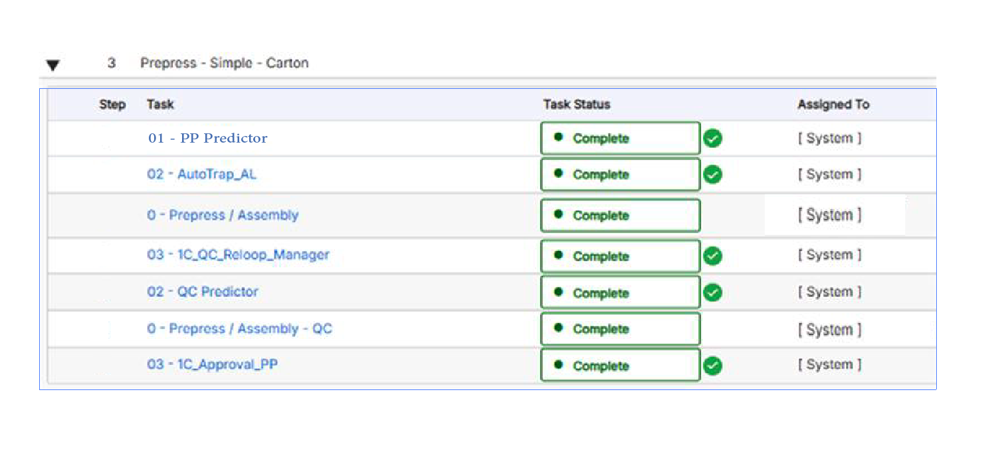 3 Prepress - Simple - Carton
Step Task Task Status Assigned To
01 - PP Predictor Complete [ System ]
02 - AutoTrap_AL Complete [ System ]
0 - Prepress / Assembly Complete [ System ]
03 - 1C_QC_Reloop_Manager Complete [ System ]
02 - QC Predictor Complete [ System ]
0 - Prepress / Assembly - QC Complete [ System ]
03 - 1C_Approval_PP Complete [ System ]